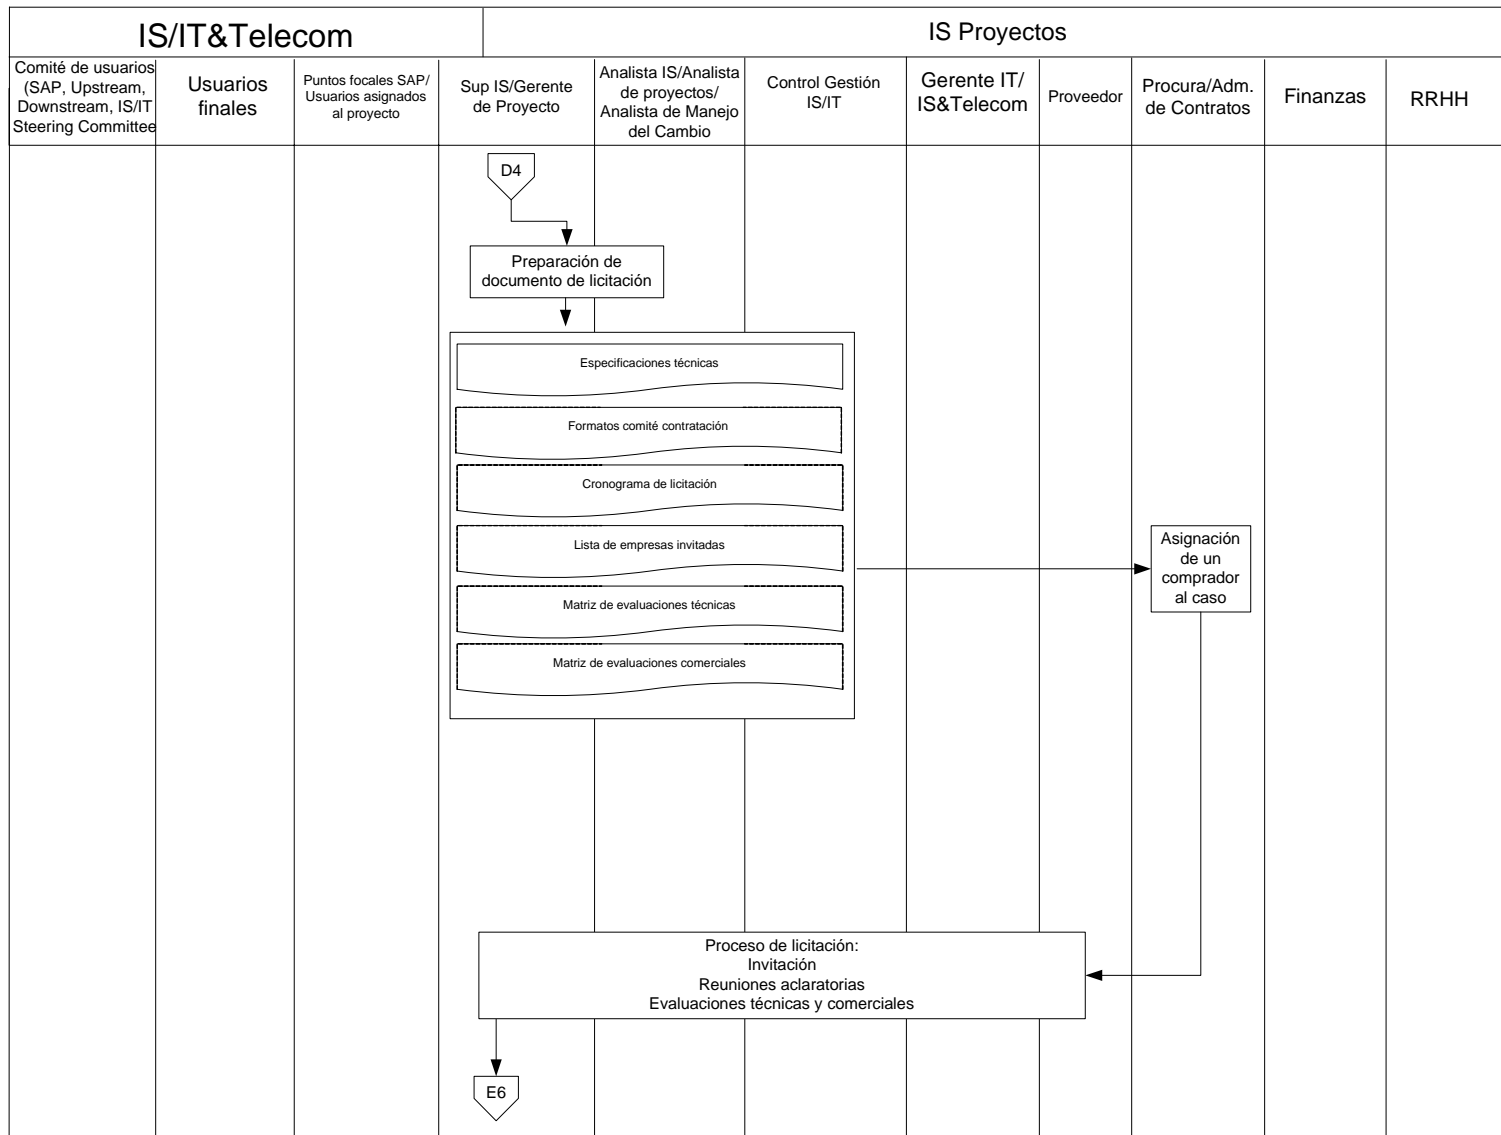 IS/IT&Telecom
IS Proyectos
Comité de usuarios
(SAP, Upstream,
Downstream, IS/IT
Steering Committee
Usuarios
finales
Puntos focales SAP/
Usuarios asignados
al proyecto
Sup IS/Gerente
de Proyecto
Analista IS/Analista
de proyectos/
Analista de Manejo
del Cambio
Control Gestión
IS/IT
Gerente IT/
IS&Telecom
Proveedor
Procura/Adm.
de Contratos
Finanzas
RRHH
D4
Preparación de
documento de licitación
Especificaciones técnicas
Formatos comité contratación
Cronograma de licitación
Lista de empresas invitadas
Matriz de evaluaciones técnicas
Matriz de evaluaciones comerciales
Asignación
de un
comprador
al caso
Proceso de licitación:
Invitación
Reuniones aclaratorias
Evaluaciones técnicas y comerciales
E6